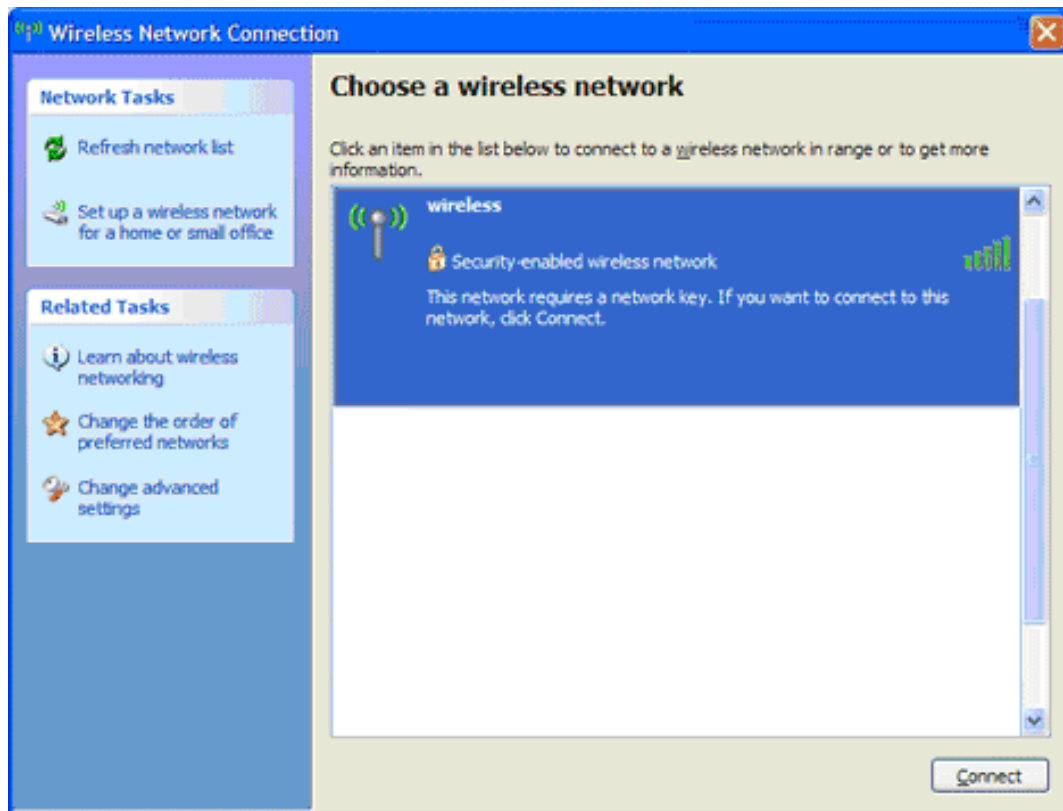 Wireless Network Connection
Network Tasks
Refresh network list
Set up a wireless network
for a home or small office
Related Tasks
Learn about wireless
networking
Change the order of
preferred networks
Change advanced
settings
Choose a wireless network
Click an item in the list below to connect to a wireless network in range or to get more
information.
wireless
Security-enabled wireless network
This network requires a network key. If you want to connect to this
network, click Connect.
Connect